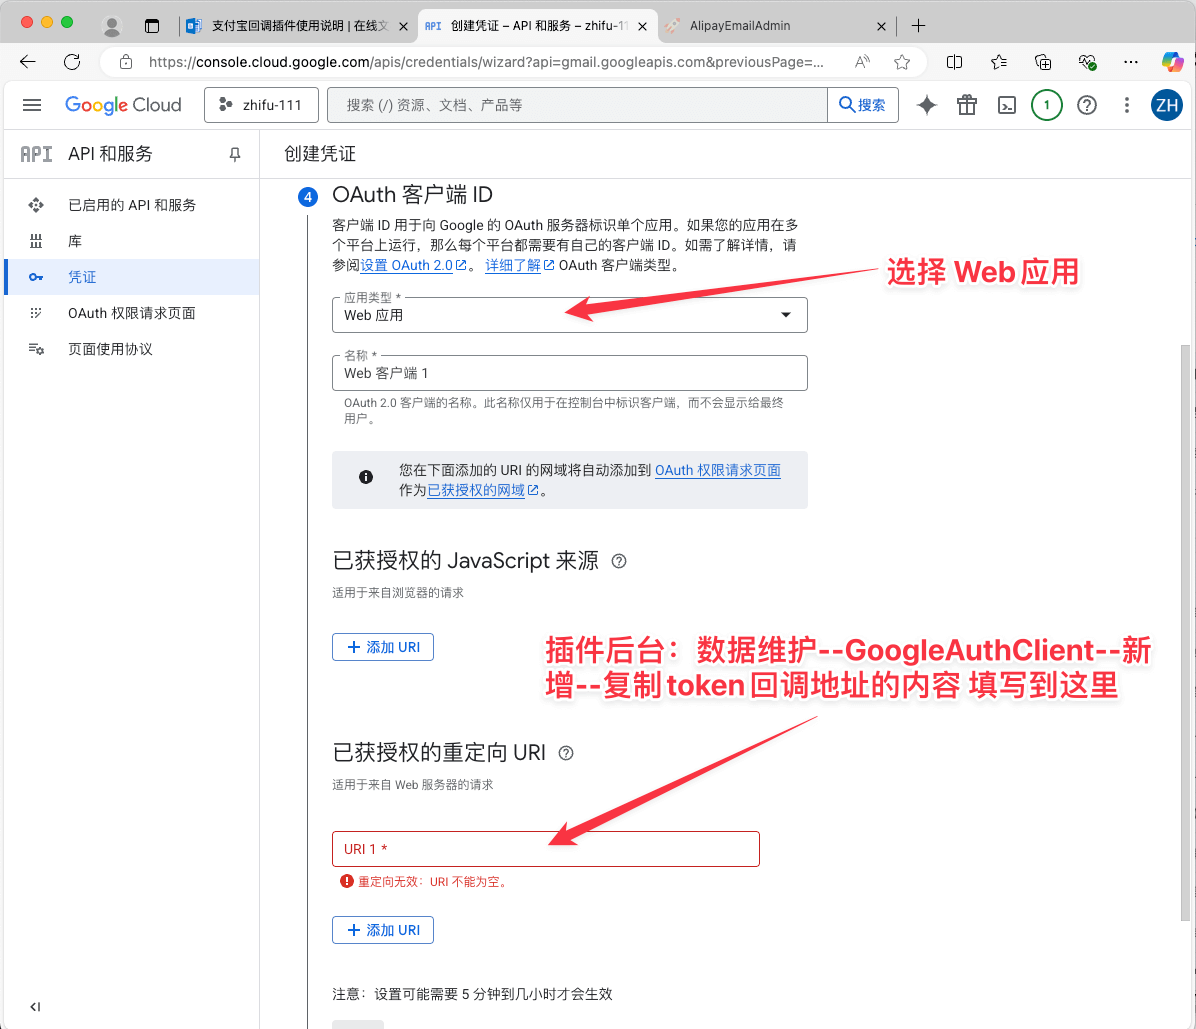 支付宝回调插件使用说明 | 在线文
创建凭证 – API 和服务 – zhifu-11
AlipayEmailAdmin
https://console.cloud.google.com/apis/credentials/wizard?api=gmail.googleapis.com&previousPage=...
Google Cloud
zhifu-111
搜索 (/) 资源、文档、产品等
搜索
1
ZH
API API 和服务
创建凭证
已启用的 API 和服务
库
凭证
OAuth 权限请求页面
页面使用协议
4 OAuth 客户端 ID
客户端 ID 用于向 Google 的 OAuth 服务器标识单个应用。如果您的应用在多
个平台上运行，那么每个平台都需要有自己的客户端 ID。如需了解详情，请
参阅设置 OAuth 2.0。 详细了解 OAuth 客户端类型。
选择 Web 应用
应用类型 *
Web 应用
名称 *
Web 客户端 1
OAuth 2.0 客户端的名称。此名称仅用于在控制台中标识客户端，而不会显示给最终
用户。
您在下面添加的 URI 的网域将自动添加到 OAuth 权限请求页面
作为已获授权的网域。
已获授权的 JavaScript 来源
适用于来自浏览器的请求
添加 URI
插件后台：数据维护--GoogleAuthClient--新
增--复制 token 回调地址的内容 填写到这里
已获授权的重定向 URI
适用于来自 Web 服务器的请求
URI 1 *
重定向无效：URI 不能为空。
添加 URI
注意：设置可能需要 5 分钟到几小时才会生效